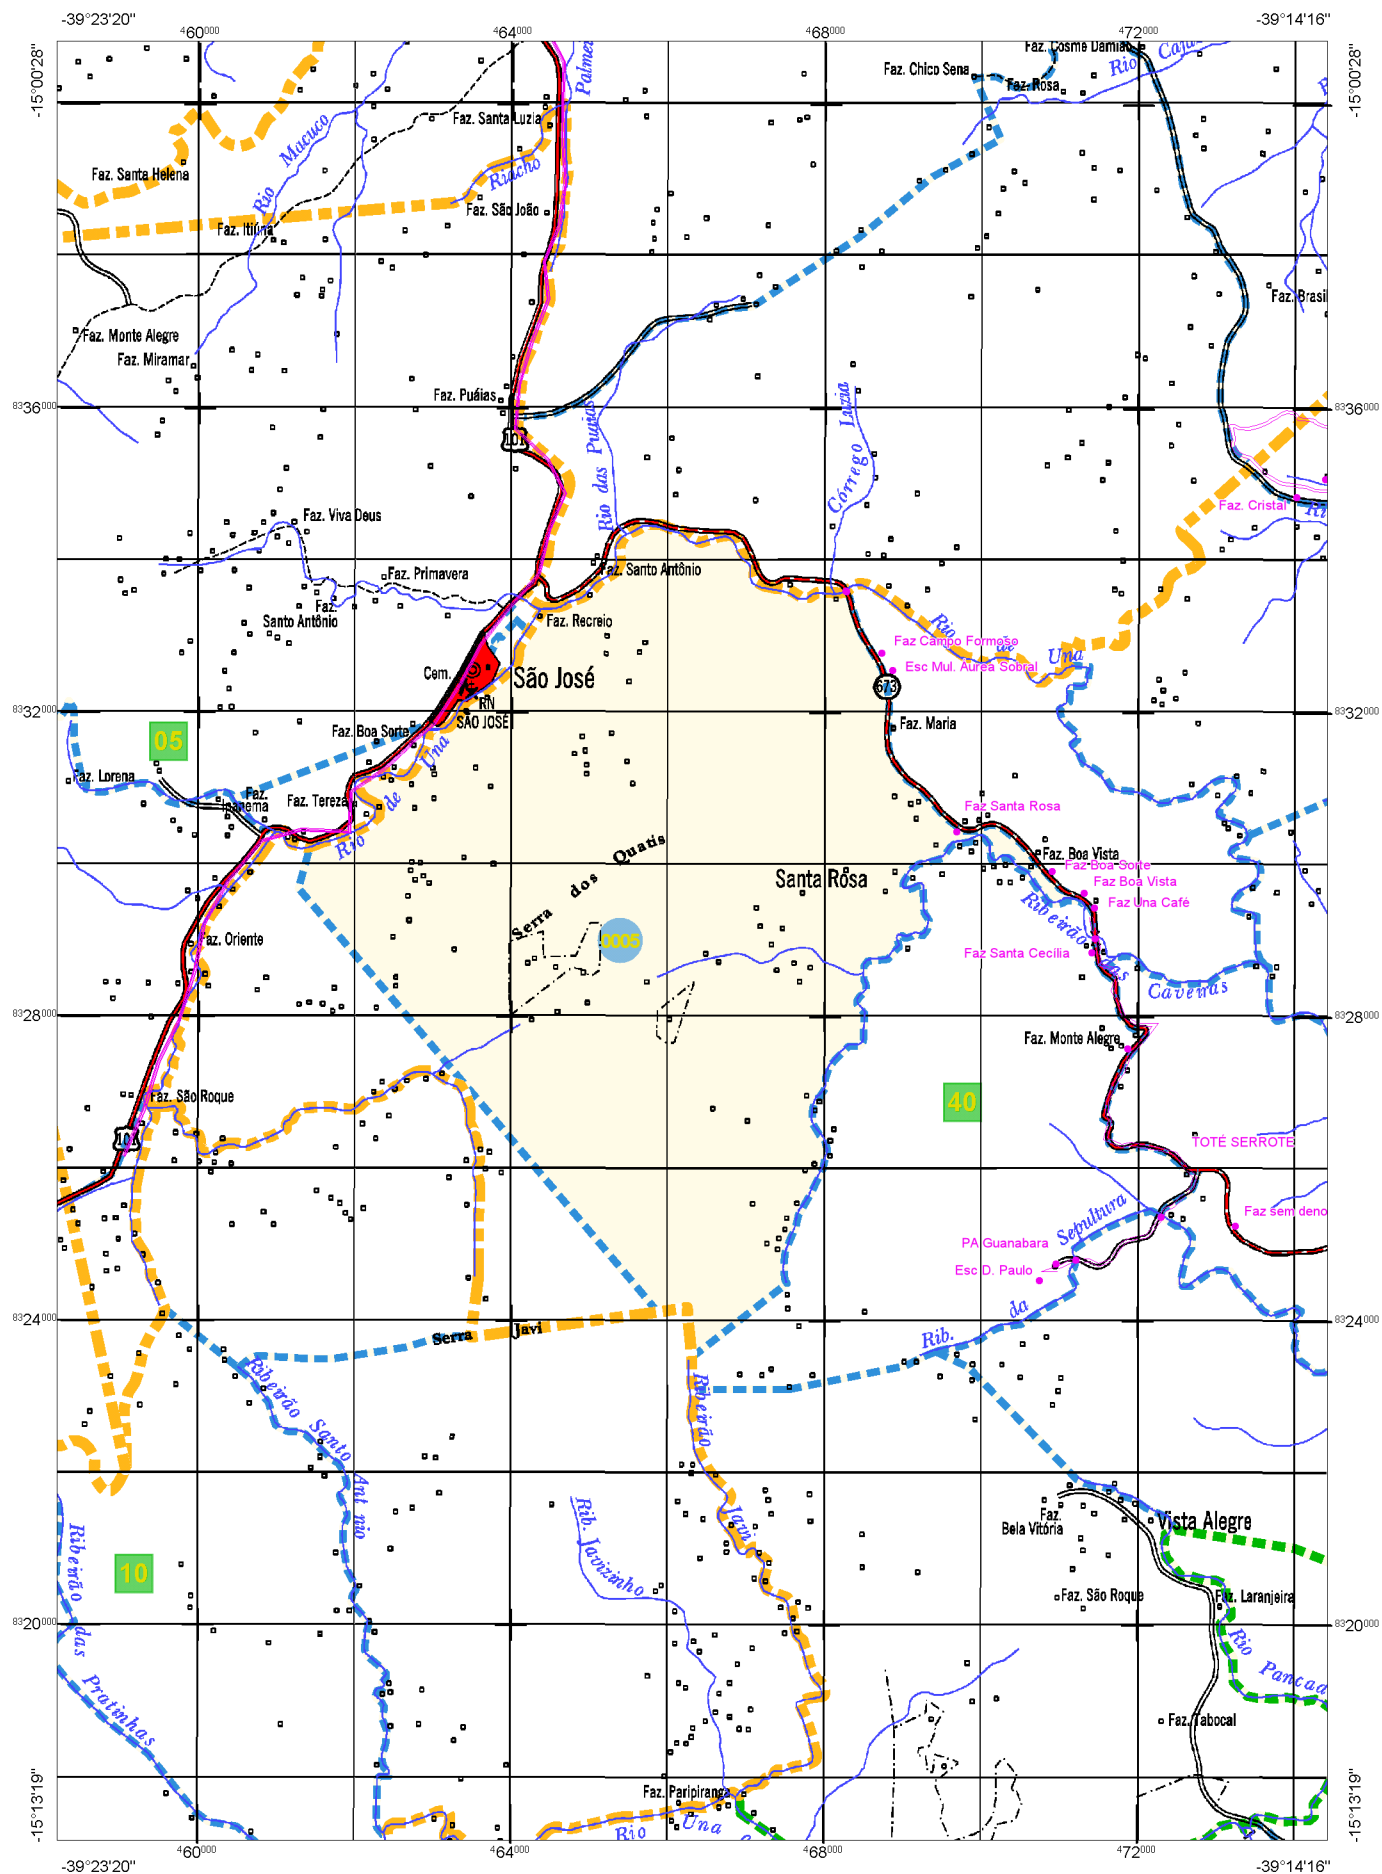 -39°23'20"
-39°14'16"
460000
464000
468000
472000
-15°00'28"
-15°00'28"
Faz. Cosme Damião
Rio
Faz. Chico Sena
Faz. Rosa
Faz. Santa Luzia
Rio Macuco
Riacho
Faz. Santa Helena
Faz. São João
Faz. Itiúna
Faz. Brasil
Faz. Monte Alegre
Faz. Miramar
Faz. Puáias
8336000
8336000
101
Rio das Puaias
Córrego Luzia
Faz. Cristal
Faz. Viva Deus
Faz. Primavera
Faz. Santo Antônio
Faz.
Santo Antônio
Faz. Recreio
Rio de Una
Faz Campo Formoso
Esc Mul. Aurea Sobral
Cem.
São José
673
RN
SÃO JOSÉ
8332000
8332000
Faz. Maria
Faz. Boa Sorte
05
Una
Faz. Lorena
Faz.
Ipanema
Faz. Tereza
de
Rio
Faz Santa Rosa
Serra dos Quatis
Santa Rosa
Faz. Boa Vista
Faz Boa Sorte
Faz Boa Vista
Faz Una Café
Ribeirão das Caveiras
Faz. Oriente
0005
Faz Santa Cecília
8328000
8328000
Faz. Monte Alegre
Faz. São Roque
40
101
TOTÉ SERROTE
Sepultura
Faz sem deno
PA Guanabara
Esc D. Paulo
da
Rib.
8324000
8324000
Serra Javi
Ribeirão Santo Ant nio
Ribeirão Javi
Rib. Javizinho
Faz.
Bela Vitória
Vista Alegre
10
Ribeirão das Pratinhas
Faz. São Roque
Faz. Laranjeira
8320000
8320000
Rio Pancad
Faz. Tabocal
Faz. Paripiranga
Rio Una
-15°13'19"
-15°13'19"
460000
464000
468000
472000
-39°23'20"
-39°14'16"